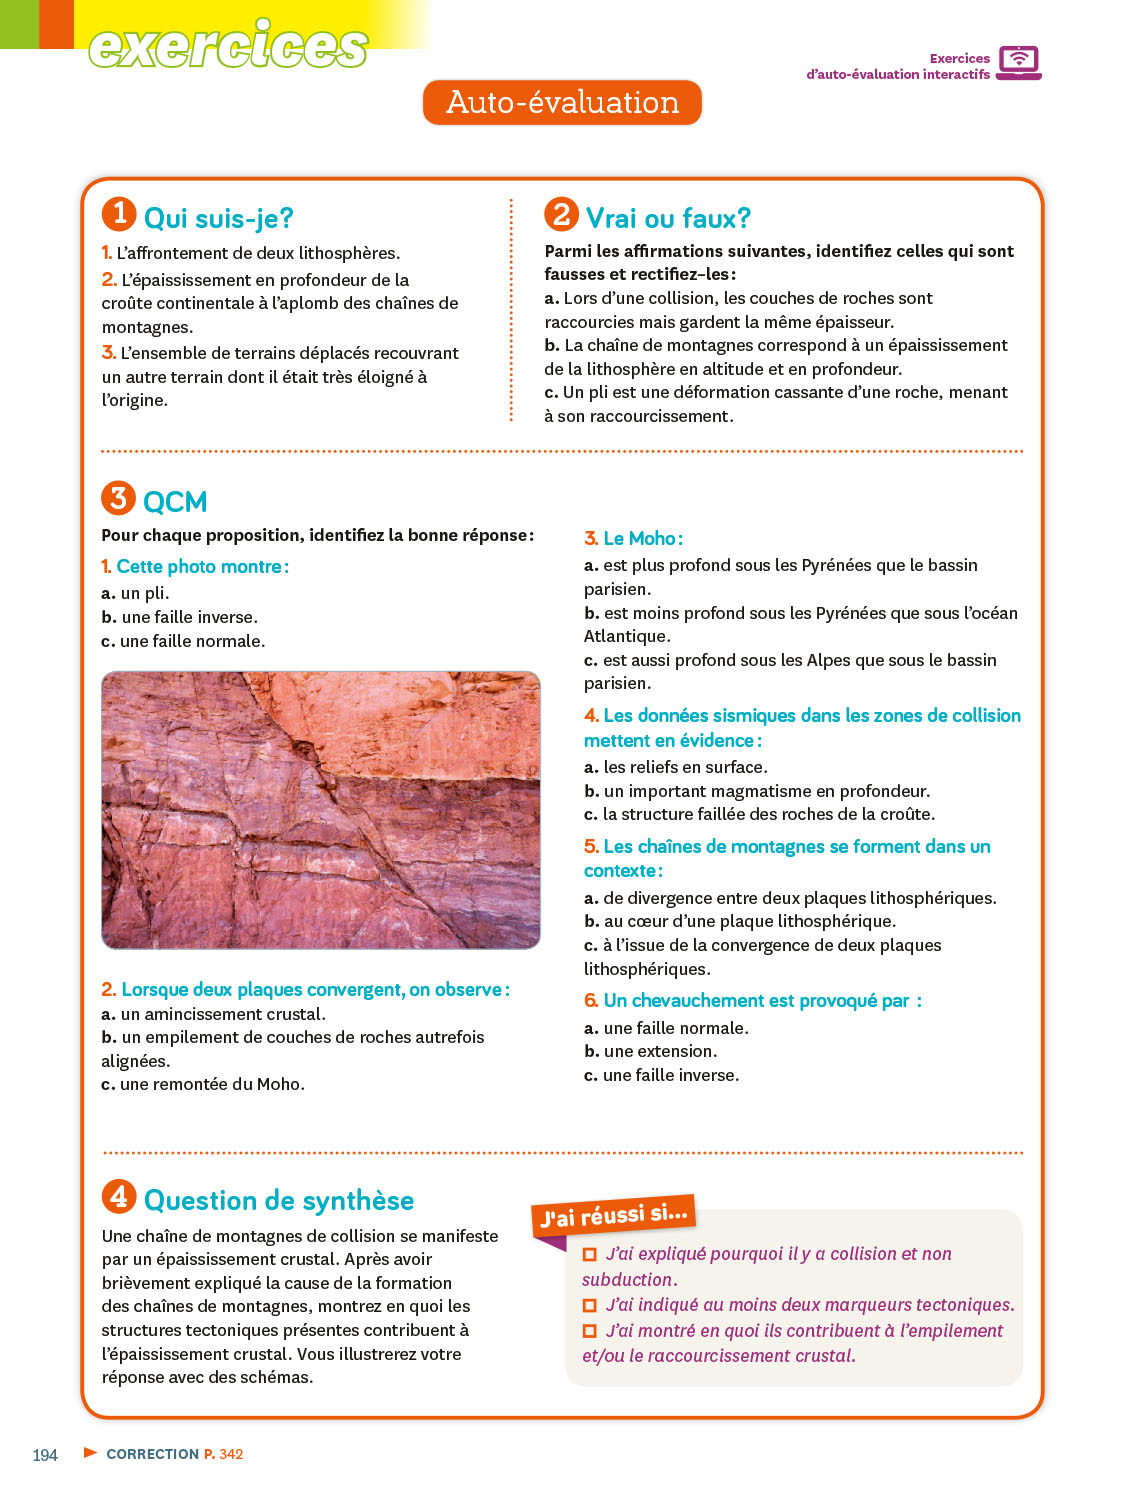 exercices
Exercices
d'auto-évaluation interactifs
Auto-évaluation
1 Qui suis-je?
1. L'affrontement de deux lithosphères.
2. L'épaississement en profondeur de la
croûte continentale à l'aplomb des chaînes de
montagnes.
3. L'ensemble de terrains déplacés recouvrant
un autre terrain dont il était très éloigné à
l'origine.
2 Vrai ou faux?
Parmi les affirmations suivantes, identifiez celles qui sont
fausses et rectifiez-les :
a. Lors d'une collision, les couches de roches sont
raccourcies mais gardent la même épaisseur.
b. La chaîne de montagnes correspond à un épaississement
de la lithosphère en altitude et en profondeur.
c. Un pli est une déformation cassante d'une roche, menant
à son raccourcissement.
3 QCM
Pour chaque proposition, identifiez la bonne réponse :
1. Cette photo montre :
a. un pli.
b. une faille inverse.
c. une faille normale.
2. Lorsque deux plaques convergent, on observe :
a. un amincissement crustal.
b. un empilement de couches de roches autrefois
alignées.
c. une remontée du Moho.
3. Le Moho :
a. est plus profond sous les Pyrénées que le bassin
parisien.
b. est moins profond sous les Pyrénées que sous l'océan
Atlantique.
c. est aussi profond sous les Alpes que sous le bassin
parisien.
4. Les données sismiques dans les zones de collision
mettent en évidence :
a. les reliefs en surface.
b. un important magmatisme en profondeur.
c. la structure faillée des roches de la croûte.
5. Les chaînes de montagnes se forment dans un
contexte :
a. de divergence entre deux plaques lithosphériques.
b. au cœur d'une plaque lithosphérique.
c. à l'issue de la convergence de deux plaques
lithosphériques.
6. Un chevauchement est provoqué par :
a. une faille normale.
b. une extension.
c. une faille inverse.
4 Question de synthèse
Une chaîne de montagnes de collision se manifeste
par un épaississement crustal. Après avoir
brièvement expliqué la cause de la formation
des chaînes de montagnes, montrez en quoi les
structures tectoniques présentes contribuent à
l'épaississement crustal. Vous illustrerez votre
réponse avec des schémas.
J'ai réussi si...
J'ai expliqué pourquoi il y a collision et non
subduction.
J'ai indiqué au moins deux marqueurs tectoniques.
J'ai montré en quoi ils contribuent à l'empilement
et/ou le raccourcissement crustal.
194 CORRECTION P. 342